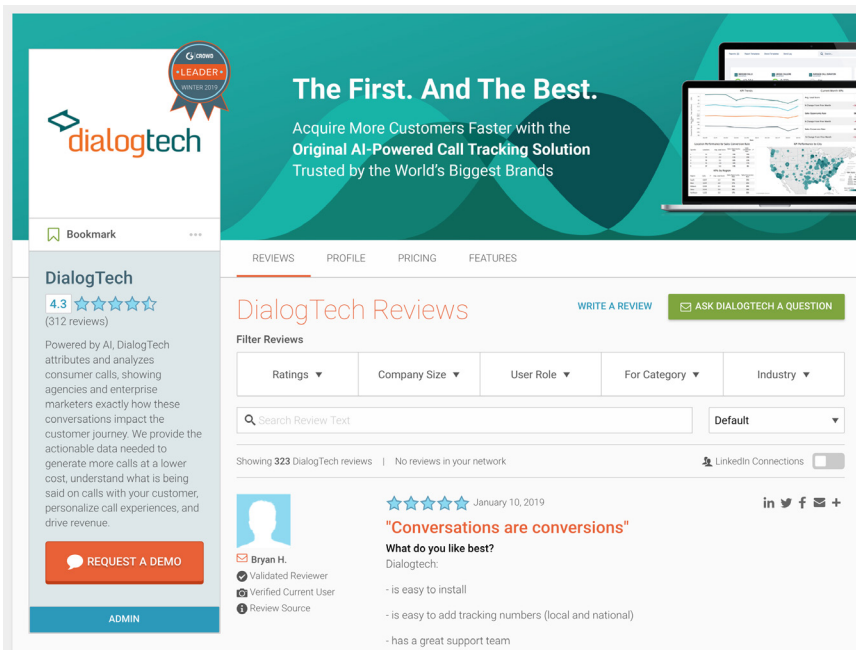 CROWD
LEADER
WINTER 2019
dialogtech
The First. And The Best.
Acquire More Customers Faster with the
Original AI-Powered Call Tracking Solution
Trusted by the World's Biggest Brands
Bookmark
REVIEWS PROFILE PRICING FEATURES
DialogTech
4.3
(312 reviews)
Powered by AI, DialogTech
attributes and analyzes
consumer calls, showing
agencies and enterprise
marketers exactly how these
conversations impact the
customer journey. We provide the
actionable data needed to
generate more calls at a lower
cost, understand what is being
said on calls with your customer,
personalize call experiences, and
drive revenue.
REQUEST A DEMO
ADMIN
DialogTech Reviews
WRITE A REVIEW
ASK DIALOGTECH A QUESTION
Filter Reviews
Ratings ▼ Company Size ▼ User Role ▼ For Category ▼ Industry ▼
Search Review Text
Default ▼
Showing 323 DialogTech reviews | No reviews in your network
LinkedIn Connections
January 10, 2019
"Conversations are conversions"
Bryan H.
Validated Reviewer
Verified Current User
Review Source
What do you like best?
Dialogtech:
- is easy to install
- is easy to add tracking numbers (local and national)
- has a great support team